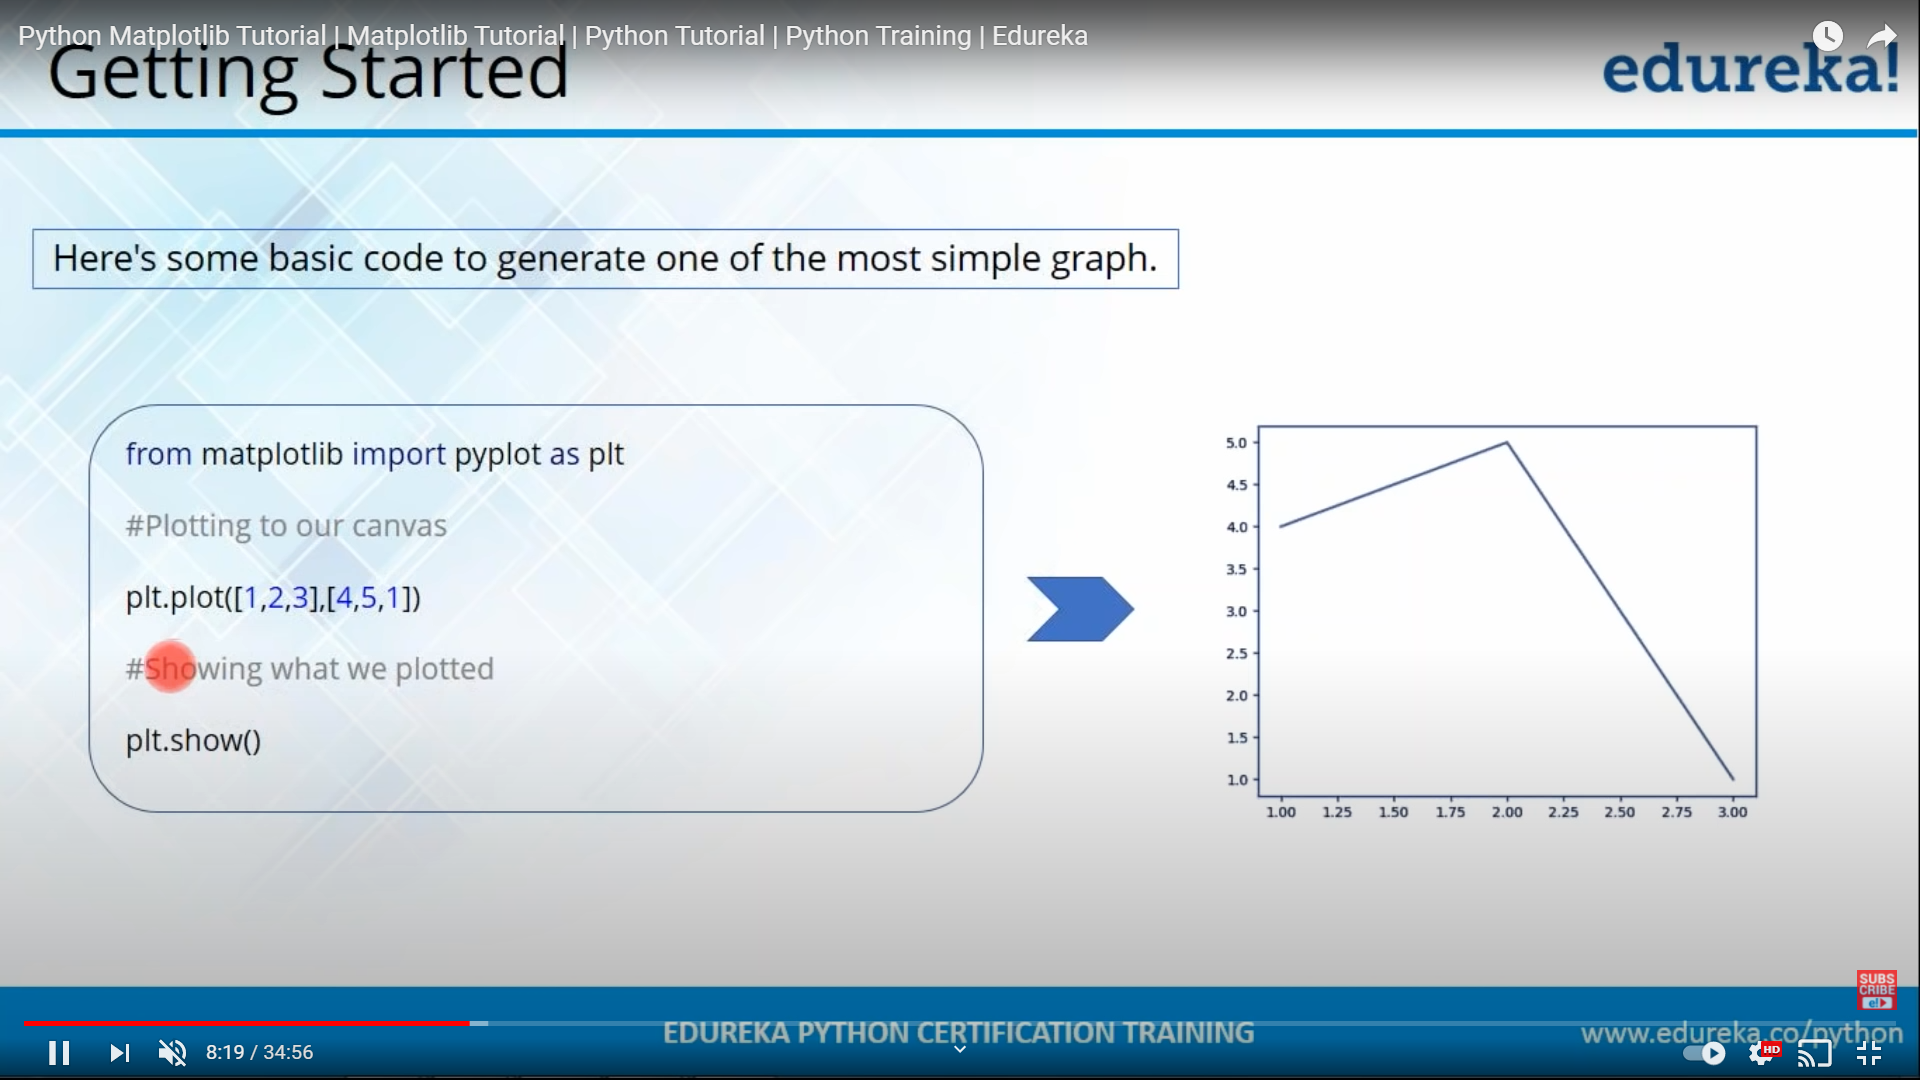 Python Matplotlib Tutorial | Matplotlib Tutorial | Python Tutorial | Python Training | Edureka
Getting Started
edureka!
Here's some basic code to generate one of the most simple graph.
from matplotlib import pyplot as plt
#Plotting to our canvas
plt.plot([1,2,3],[4,5,1])
#Showing what we plotted
plt.show()
5.0
4.5
4.0
3.5
3.0
2.5
2.0
1.5
1.0
1.00 1.25 1.50 1.75 2.00 2.25 2.50 2.75 3.00
SUBS
CRIBE
e!
EDUREKA PYTHON CERTIFICATION TRAINING
www.edureka.co/python
8:19 / 34:56
HD